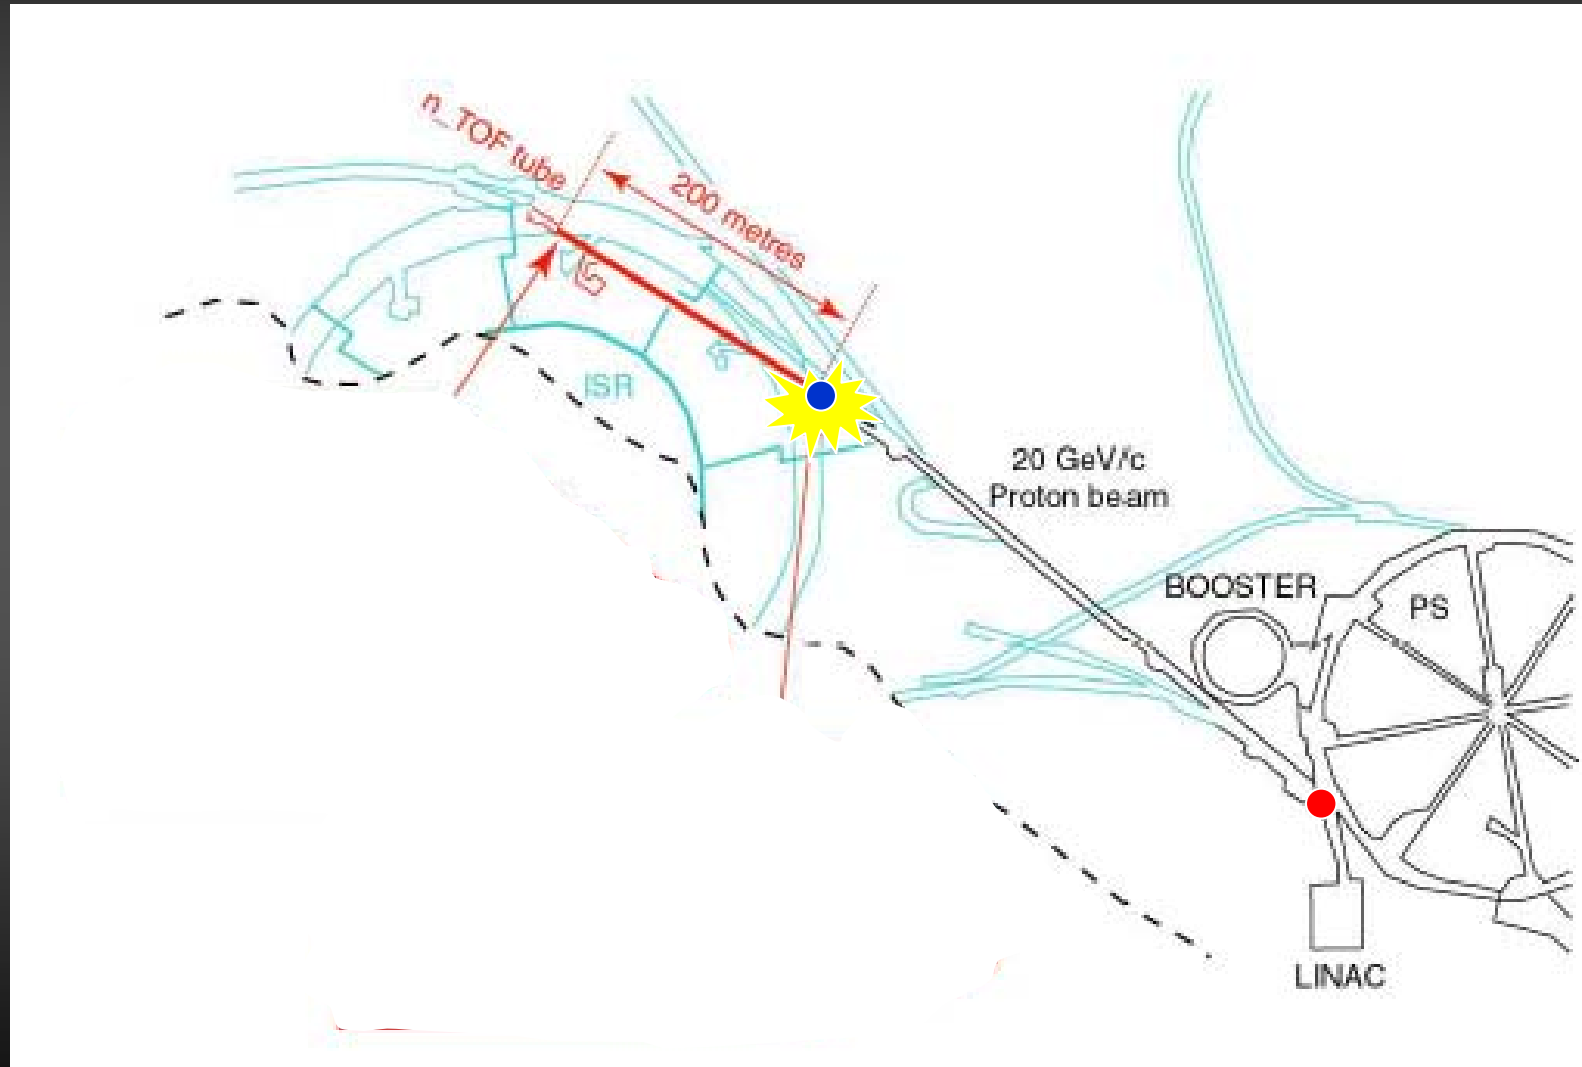 n_TOF tube
200 metres
ISR
20 GeV/c
Proton beam
BOOSTER
PS
LINAC